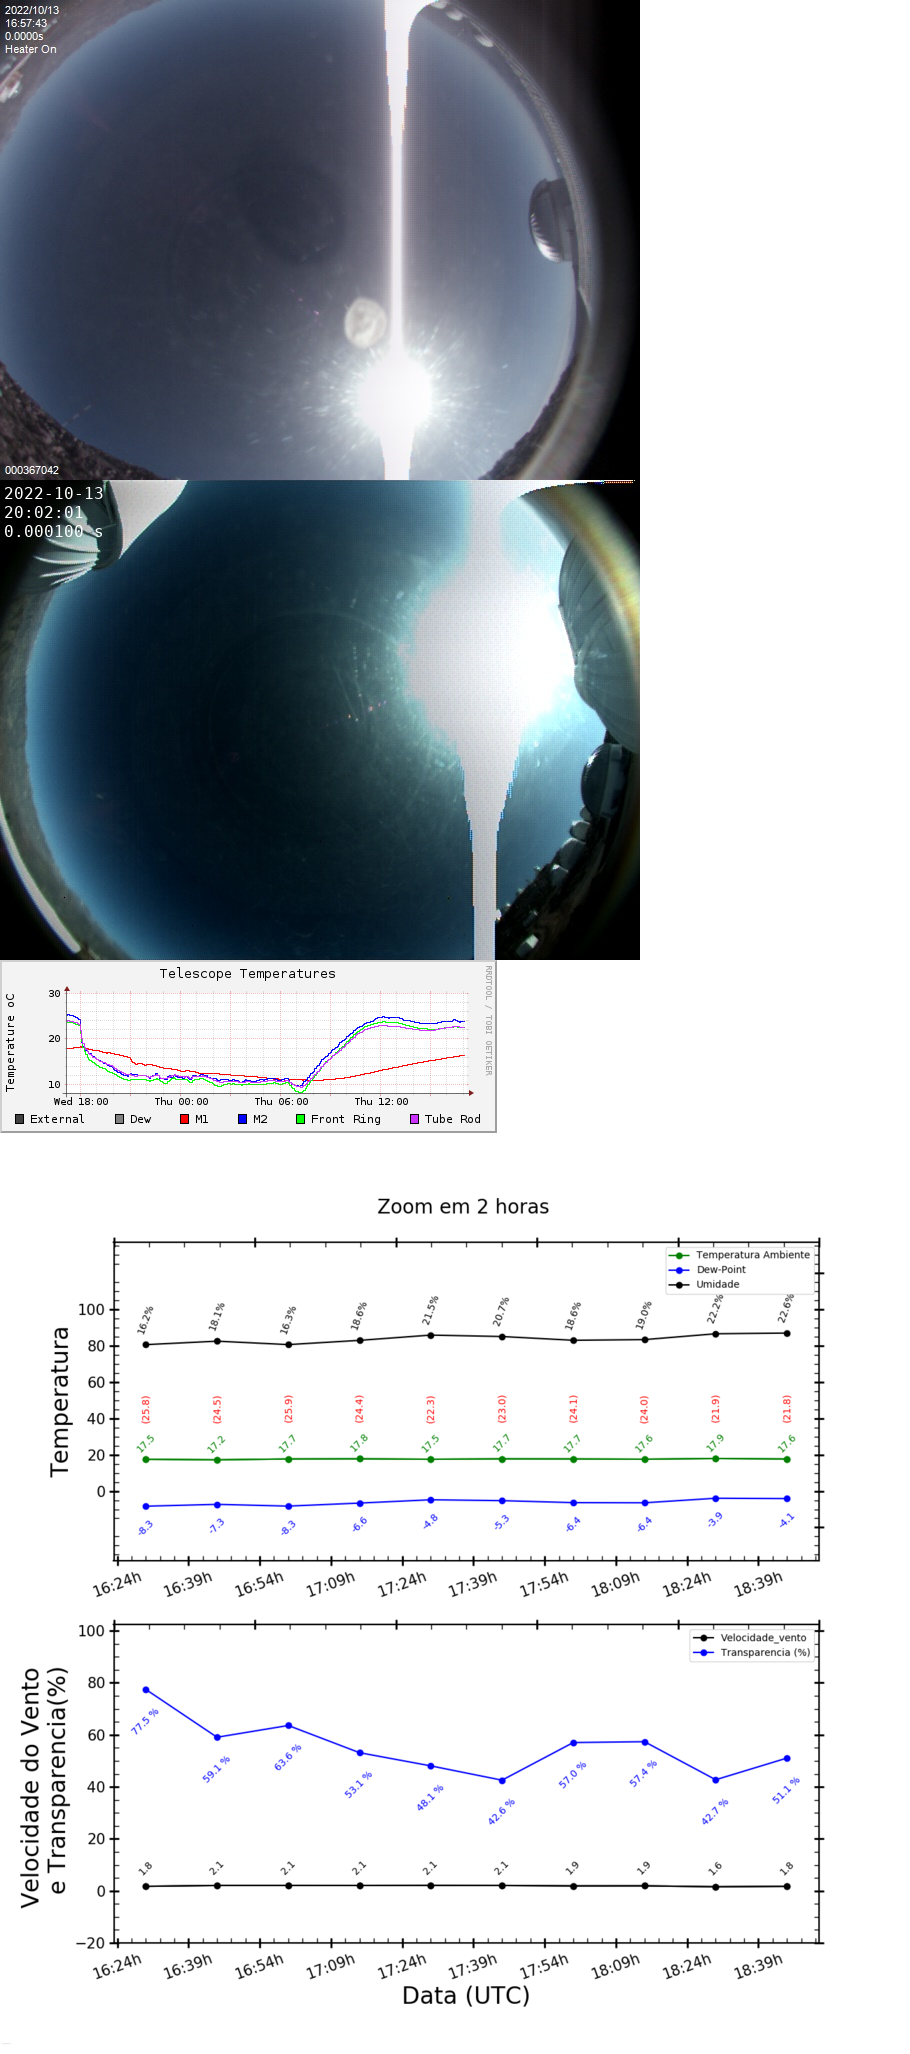 2022/10/13
16:57:43
0.0000s
Heater On
000367042
2022-10-13
20:02:01
0.000100 s
Telescope Temperatures
RRDTOOL / TOBI OETIKER
Temperature oC
30
20
10
Wed 18:00 Thu 00:00 Thu 06:00 Thu 12:00
External Dew M1 M2 Front Ring Tube Rod
Zoom em 2 horas
Temperatura Ambiente
Dew-Point
Umidade
Temperatura
100
80
60
40
20
0
16.2% 18.1% 16.3% 18.6% 21.5% 20.7% 18.6% 19.0% 22.2% 22.6%
(25.8) (24.5) (25.9) (24.4) (22.3) (23.0) (24.1) (24.0) (21.9) (21.8)
17.5 17.2 17.7 17.8 17.5 17.7 17.7 17.6 17.9 17.6
-8.3 -7.3 -8.3 -6.6 -4.8 -5.3 -6.4 -6.4 -3.9 -4.1
16:24h 16:39h 16:54h 17:09h 17:24h 17:39h 17:54h 18:09h 18:24h 18:39h
Velocidade_vento
Transparencia (%)
Velocidade do Vento
e Transparencia(%)
100
80
60
40
20
0
−20
77.5 % 59.1 % 63.6 % 53.1 % 48.1 % 42.6 % 57.0 % 57.4 % 42.7 % 51.1 %
1.8 2.1 2.1 2.1 2.1 2.1 1.9 1.9 1.6 1.8
16:24h 16:39h 16:54h 17:09h 17:24h 17:39h 17:54h 18:09h 18:24h 18:39h
Data (UTC)